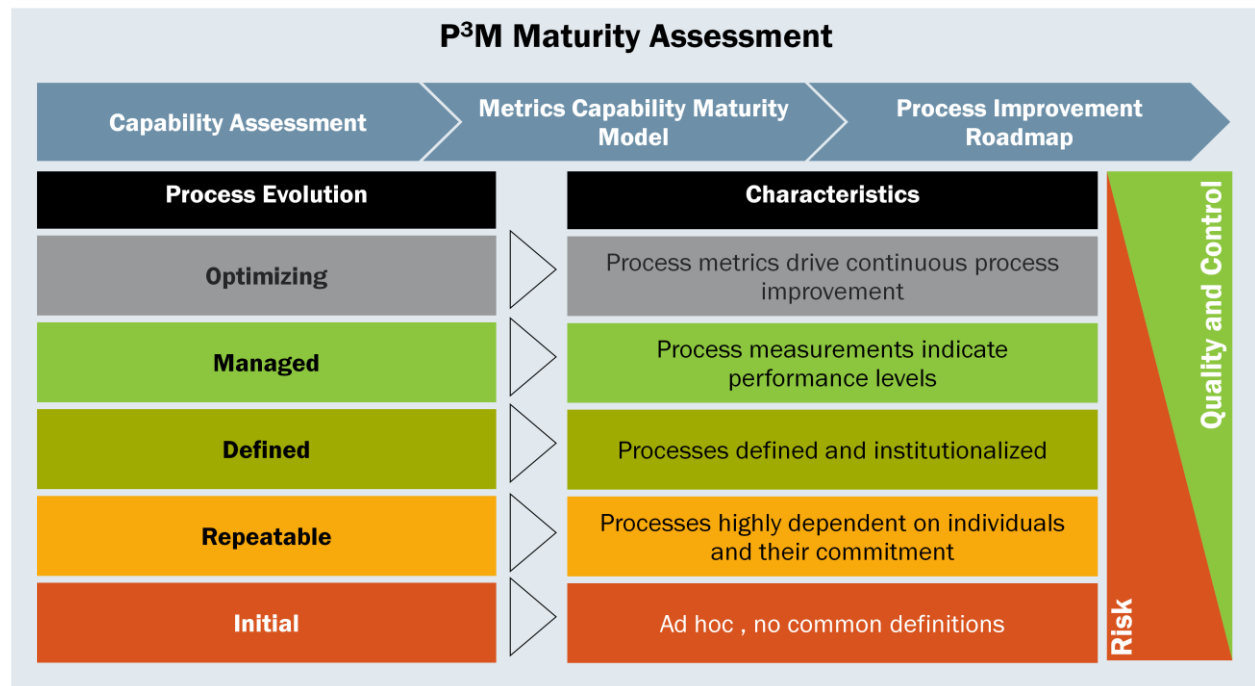 P³M Maturity Assessment
Capability Assessment
Metrics Capability Maturity
Model
Process Improvement
Roadmap
Process Evolution
Characteristics
Optimizing
Process metrics drive continuous process
improvement
Managed
Process measurements indicate
performance levels
Defined
Processes defined and institutionalized
Repeatable
Processes highly dependent on individuals
and their commitment
Initial
Ad hoc , no common definitions
Risk
Quality and Control